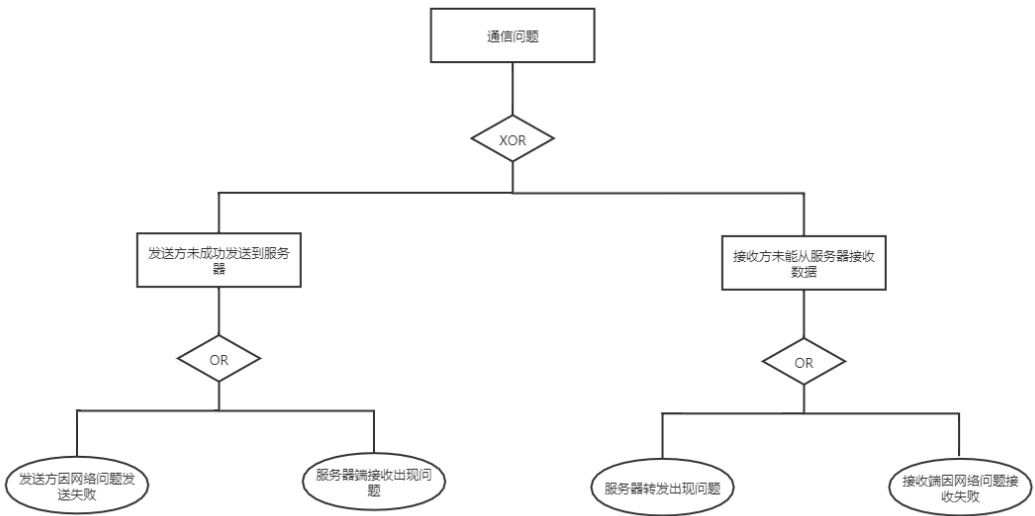 通信问题
XOR
发送方未成功发送到服务
器
接收方未能从服务器接收
数据
OR
OR
发送方因网络问题发
送失败
服务器端接收出现问
题
服务器转发出现问题
接收端因网络问题接
收失败